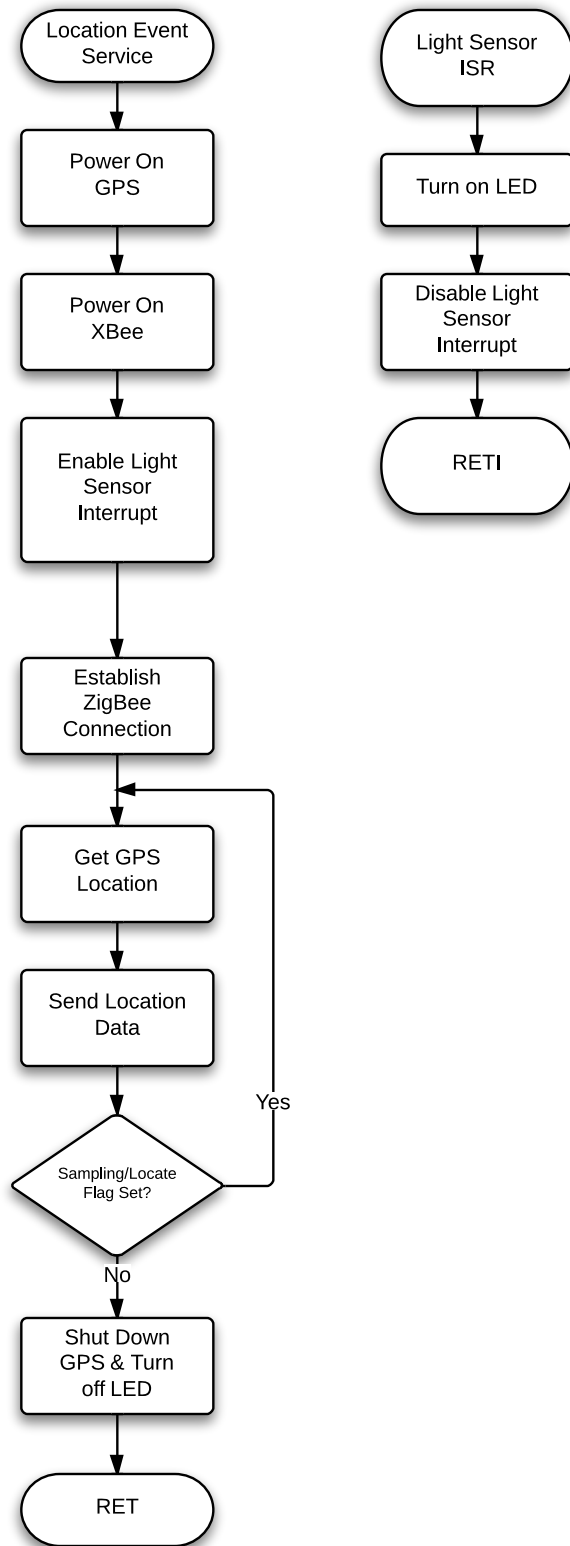 Location Event
Service
Power On
GPS
Power On
XBee
Enable Light
Sensor
Interrupt
Establish
ZigBee
Connection
Get GPS
Location
Send Location
Data
Sampling/Locate
Flag Set?
Yes
No
Shut Down
GPS & Turn
off LED
RET
Light Sensor
ISR
Turn on LED
Disable Light
Sensor
Interrupt
RETI